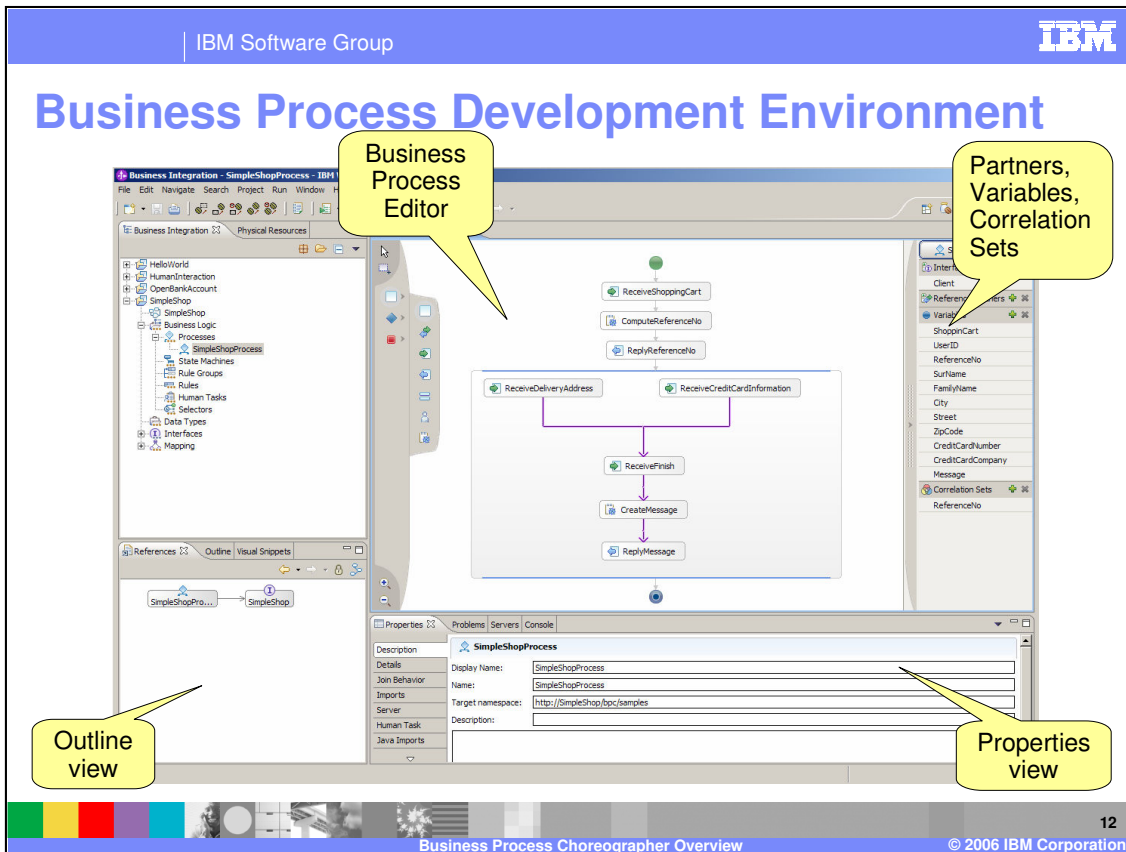 IBM Software Group
IBM
Business Process Development Environment
Business
Process
Editor
Partners,
Variables,
Correlation
Sets
Business Integration - SimpleShopProcess - IBM
File Edit Navigate Search Project Run Window
Business Integration Physical Resources
HelloWorld
HumanInteraction
OpenBankAccount
SimpleShop
SimpleShop
Business Logic
Processes
SimpleShopProcess
State Machines
Rule Groups
Rules
Human Tasks
Selectors
Data Types
Interfaces
Mapping
ReceiveShoppingCart
ComputeReferenceNo
ReplyReferenceNo
ReceiveDeliveryAddress
ReceiveCreditCardInformation
ReceiveFinish
CreateMessage
ReplyMessage
Client
ShoppinCart
UserID
ReferenceNo
SurName
FamilyName
City
Street
ZipCode
CreditCardNumber
CreditCardCompany
Message
Correlation Sets
ReferenceNo
References Outline Visual Snippets
SimpleShopPro...
SimpleShop
Outline
view
Properties Problems Servers Console
Description
Details
Join Behavior
Imports
Server
Human Task
Java Imports
SimpleShopProcess
Display Name: SimpleShopProcess
Name: SimpleShopProcess
Target namespace: http://SimpleShop/bpc/samples
Description:
Properties
view
12
Business Process Choreographer Overview
© 2006 IBM Corporation